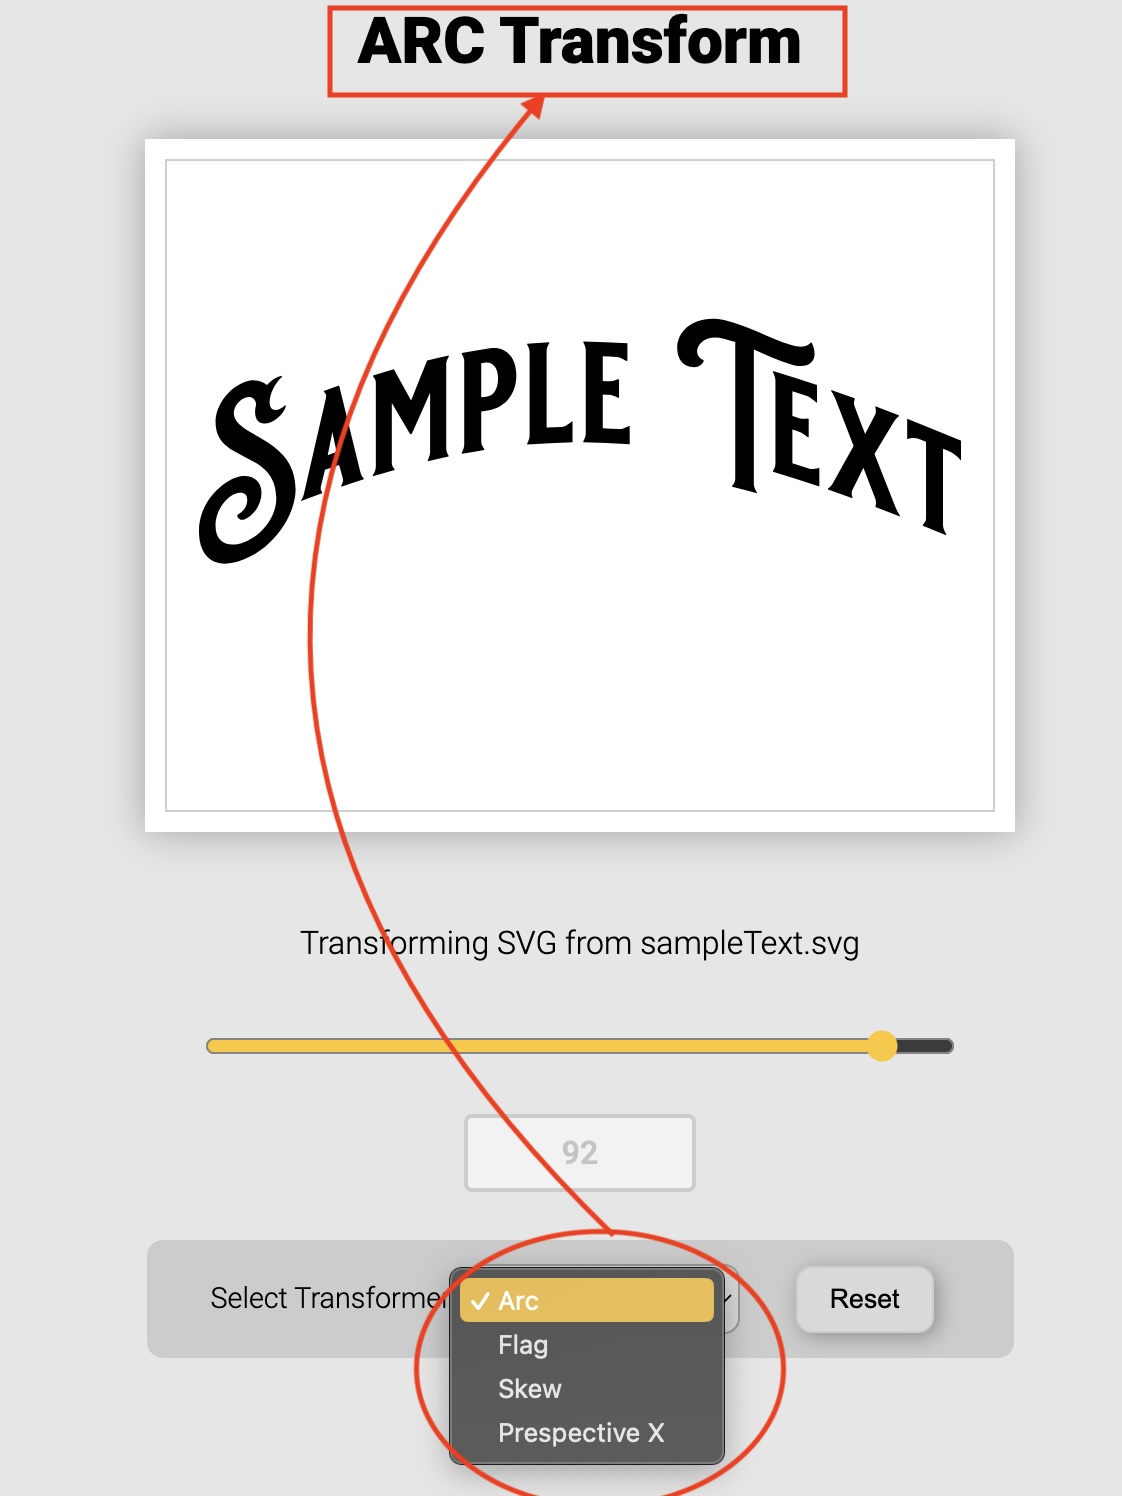 ARC Transform
SAMPLE TEXT
Transforming SVG from sampleText.svg
92
Select Transformer
Arc
Flag
Skew
Prespective X
Reset